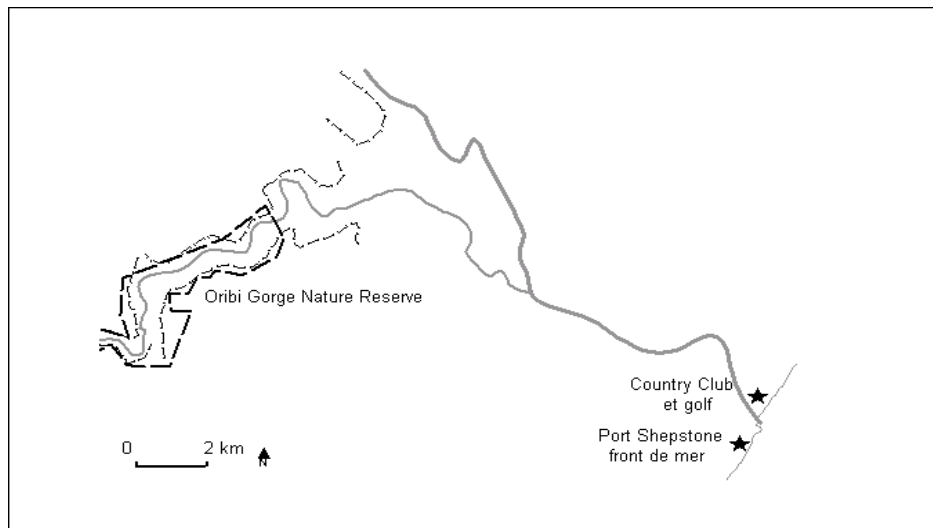 Oribi Gorge Nature Reserve
Country Club
et golf
Port Shepstone
front de mer
0 2 km
N